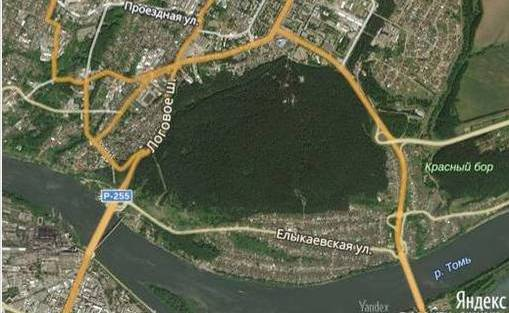 Проездная ул.
Логовое ш.
Р-255
Красный бор
Елыкаевская ул.
р. Томь
Yandex
Яндекс